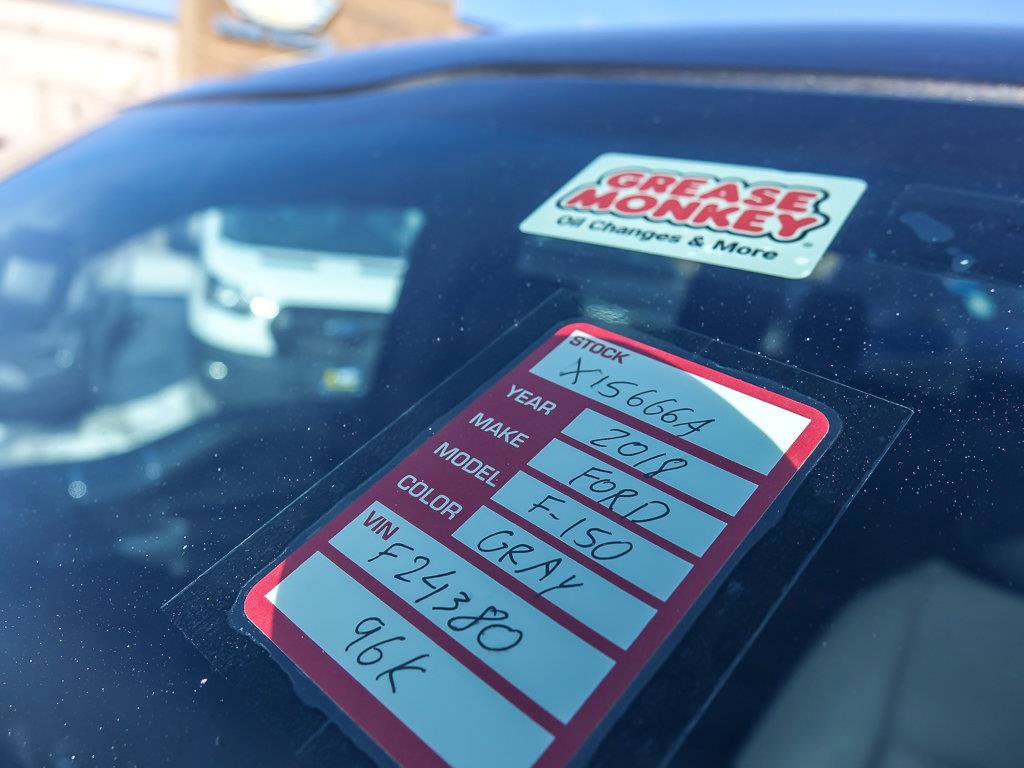 GREASE
MONKEY
Oil Changes & More
STOCK
X15666A
YEAR 2018
MAKE FORD
MODEL F-150
COLOR GRAY
VIN
F24380
96K